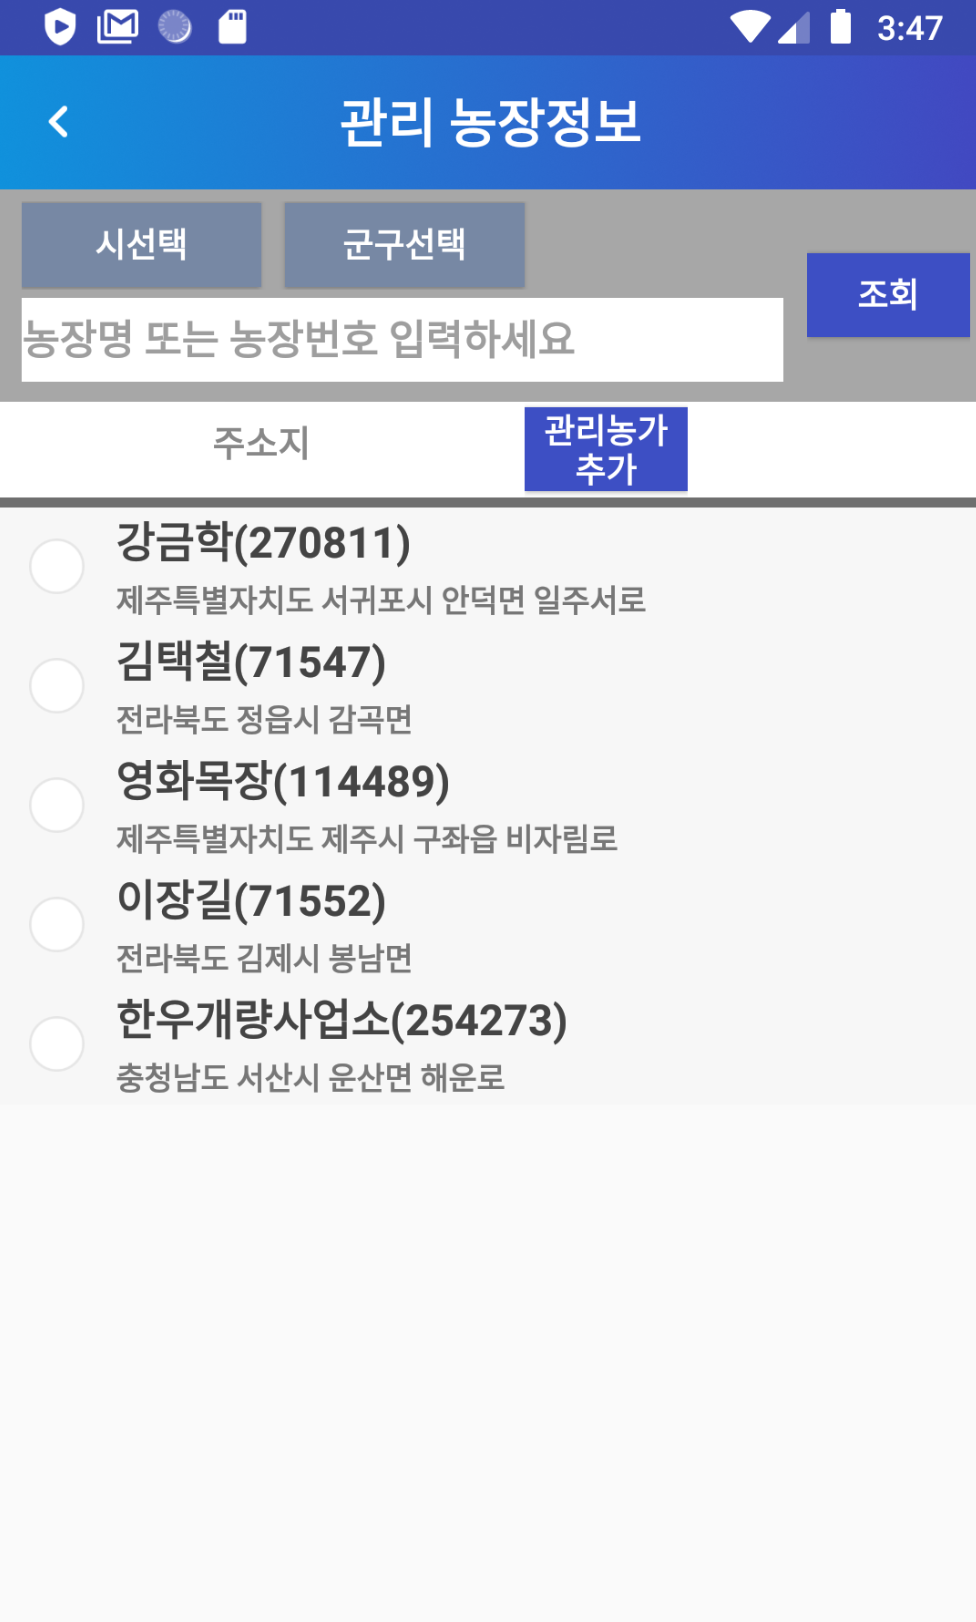 3:47
관리 농장정보
시선택 군구선택
조회
농장명 또는 농장번호 입력하세요
주소지
관리농가
추가
강금학(270811)
제주특별자치도 서귀포시 안덕면 일주서로
김택철(71547)
전라북도 정읍시 감곡면
영화목장(114489)
제주특별자치도 제주시 구좌읍 비자림로
이장길(71552)
전라북도 김제시 봉남면
한우개량사업소(254273)
충청남도 서산시 운산면 해운로